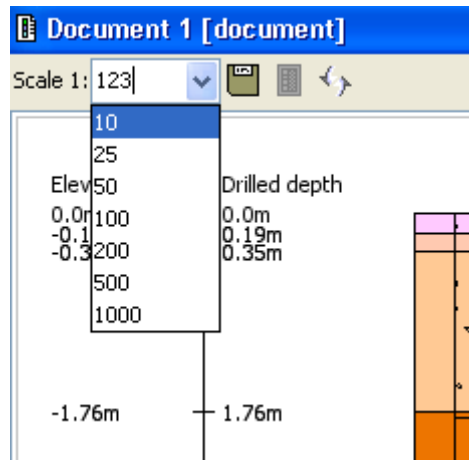 Document 1 [document]
Scale 1: 123
10
25
50
100
200
500
1000
Drilled depth
0.0m
0.19m
0.35m
-1.76m
1.76m